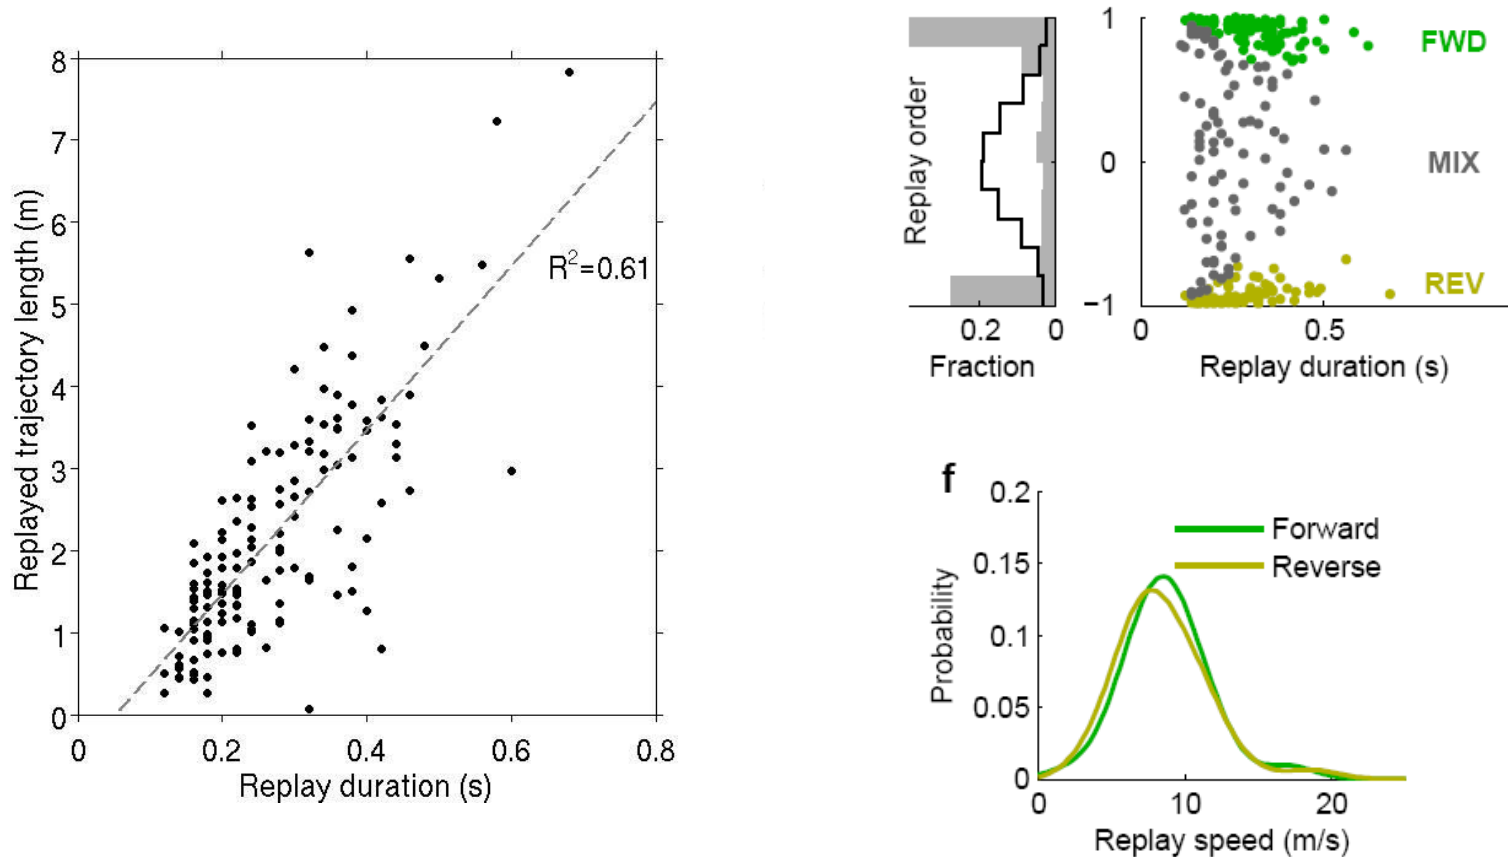 8
7
6
5
4
3
2
1
0
0 0.2 0.4 0.6 0.8
Replayed trajectory length (m)
Replay duration (s)
R²=0.61
Replay order
0.2 0
Fraction
1
0
−1
0 0.5
Replay duration (s)
FWD
MIX
REV
f
0.2
0.15
0.1
0.05
0
0 10 20
Probability
Replay speed (m/s)
Forward
Reverse